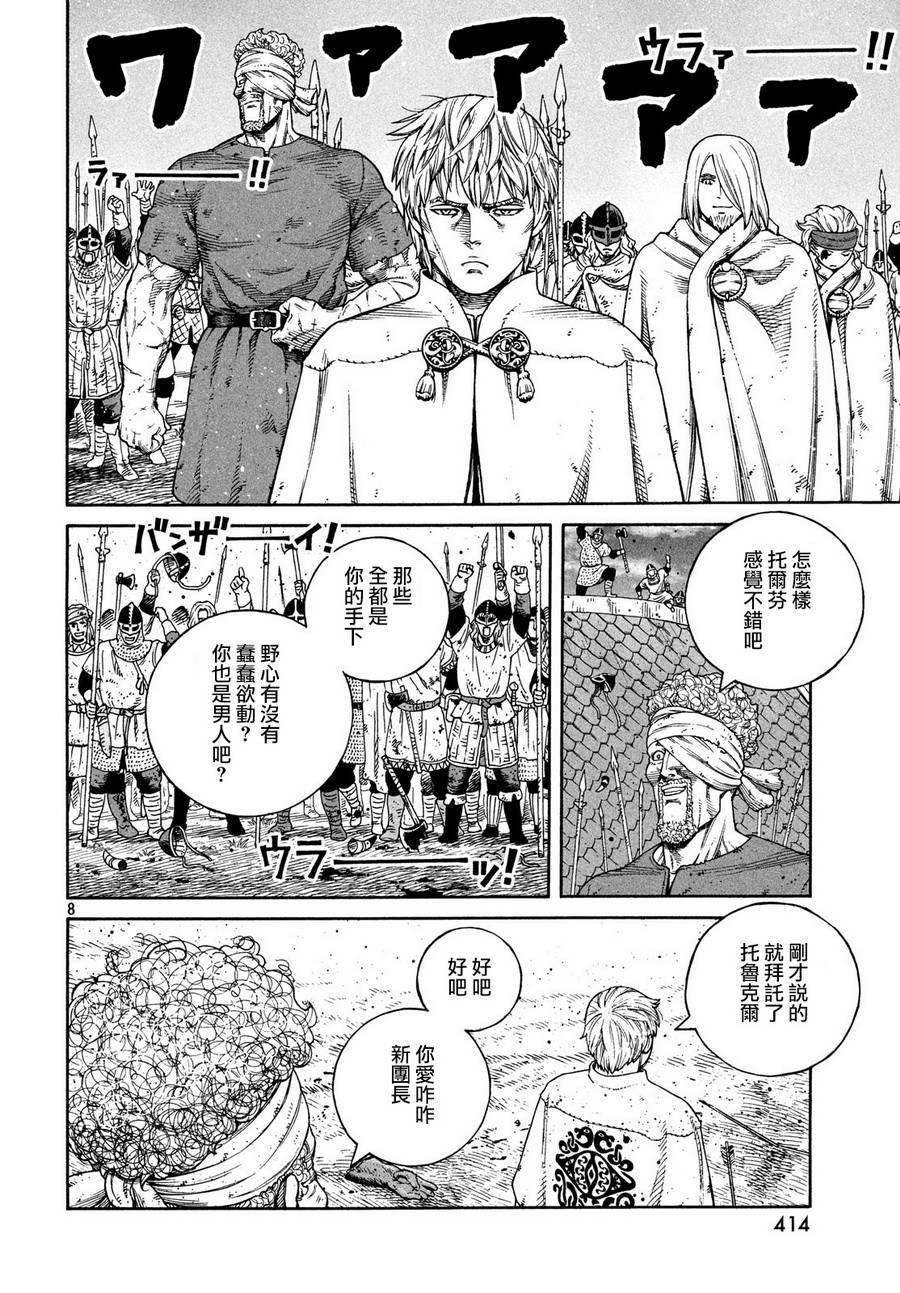 ウラァーーー!!
ワァアアア
ラァーーー!!
怎麼樣
托爾芬
感覺不錯吧
バンザーーイ!
那些
全都是
你的手下
野心有沒有
蠢蠢欲動?
你也是男人吧?
ウラーーーッ!
8
剛才説的
就拜託了
托魯克爾
好吧
好吧
你愛咋咋
新團長
414